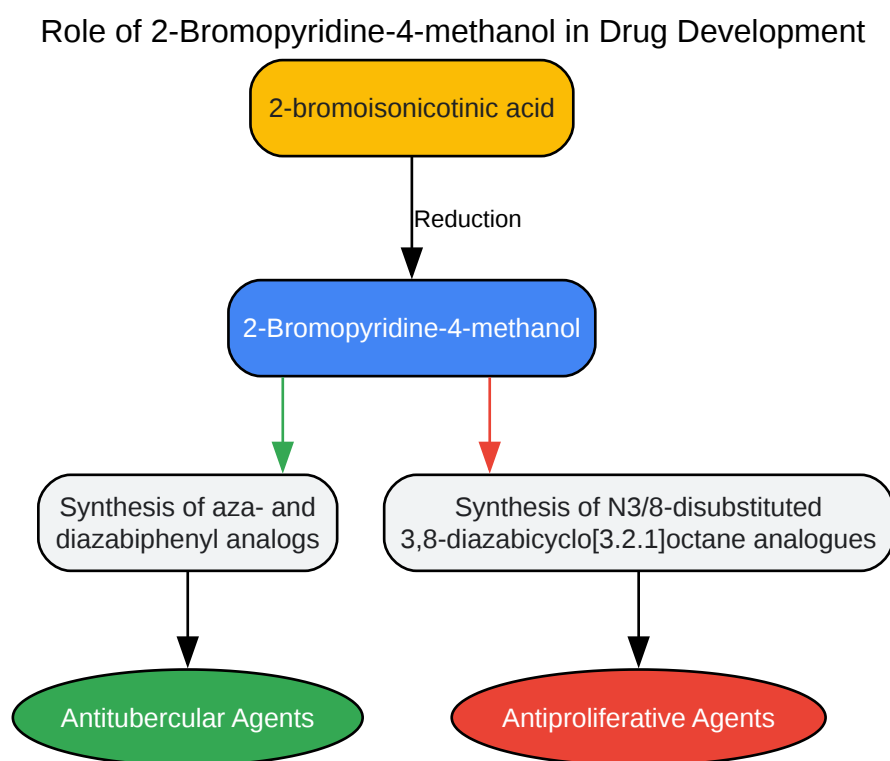 Role of 2-Bromopyridine-4-methanol in Drug Development
2-bromoisonicotinic acid
Reduction
2-Bromopyridine-4-methanol
Synthesis of aza- and
diazabiphenyl analogs
Synthesis of N3/8-disubstituted
3,8-diazabicyclo[3.2.1]octane analogues
Antitubercular Agents
Antiproliferative Agents